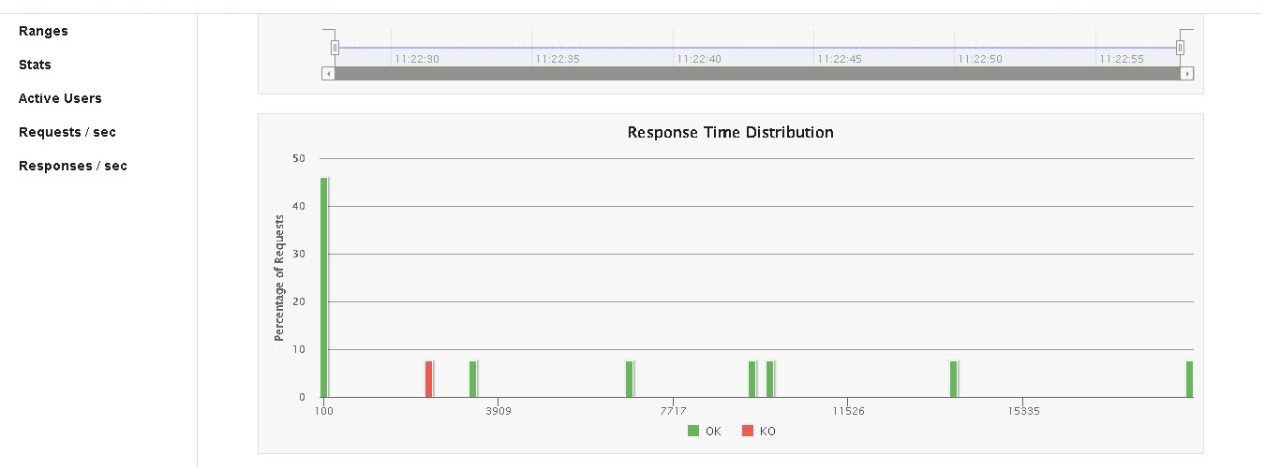 Ranges
Stats
Active Users
Requests / sec
Responses / sec
11:22:30 11:22:35 11:22:40 11:22:45 11:22:50 11:22:55
Response Time Distribution
Percentage of Requests
50
40
30
20
10
0
100 3909 7717 11526 15335
OK KO